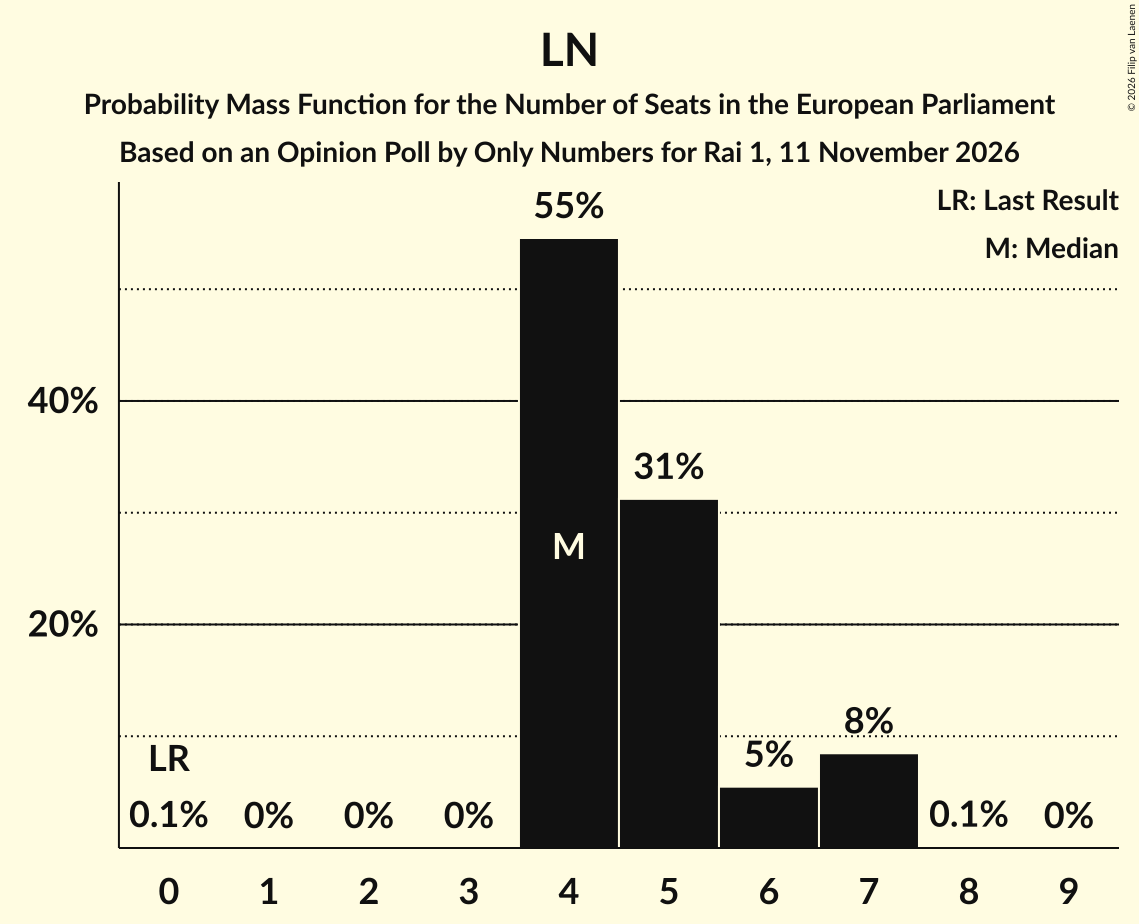 LN
Probability Mass Function for the Number of Seats in the European Parliament
Based on an Opinion Poll by Only Numbers for Rai 1, 11 November 2026
© 2026 Filip van Laenen
LR: Last Result
M: Median
55%
40%
31%
M
20%
8%
5%
LR
0.1% 0% 0% 0% 0.1% 0%
0 1 2 3 4 5 6 7 8 9